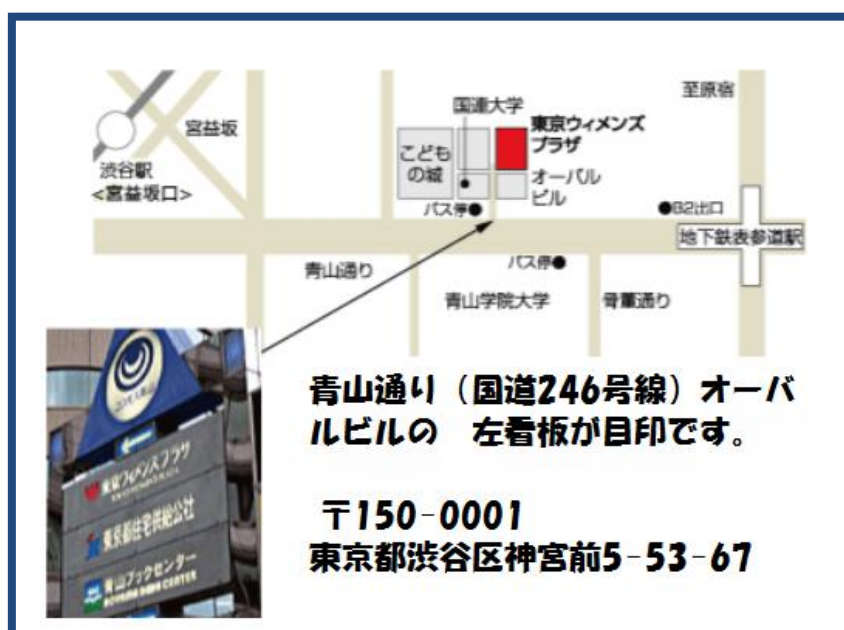 国連大学
至原宿
宮益坂
東京ウィメンズ
プラザ
こども
の城
渋谷駅
<宮益坂口>
オーバル
ビル
バス停
B2出口
地下鉄表参道駅
青山通り
バス停
青山学院大学
骨董通り
東京ウィメンズプラザ
東京都住宅供給公社
青山ブックセンター
AOYAMA BOOK CENTER
青山通り（国道246号線）オーバ
ルビルの　左看板が目印です。
〒150-0001
東京都渋谷区神宮前5-53-67